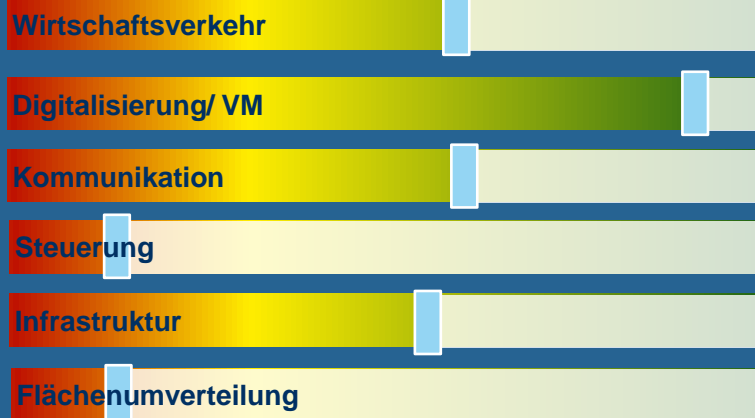 Wirtschaftsverkehr
Digitalisierung/ VM
Kommunikation
Steuerung
Infrastruktur
Flächenumverteilung